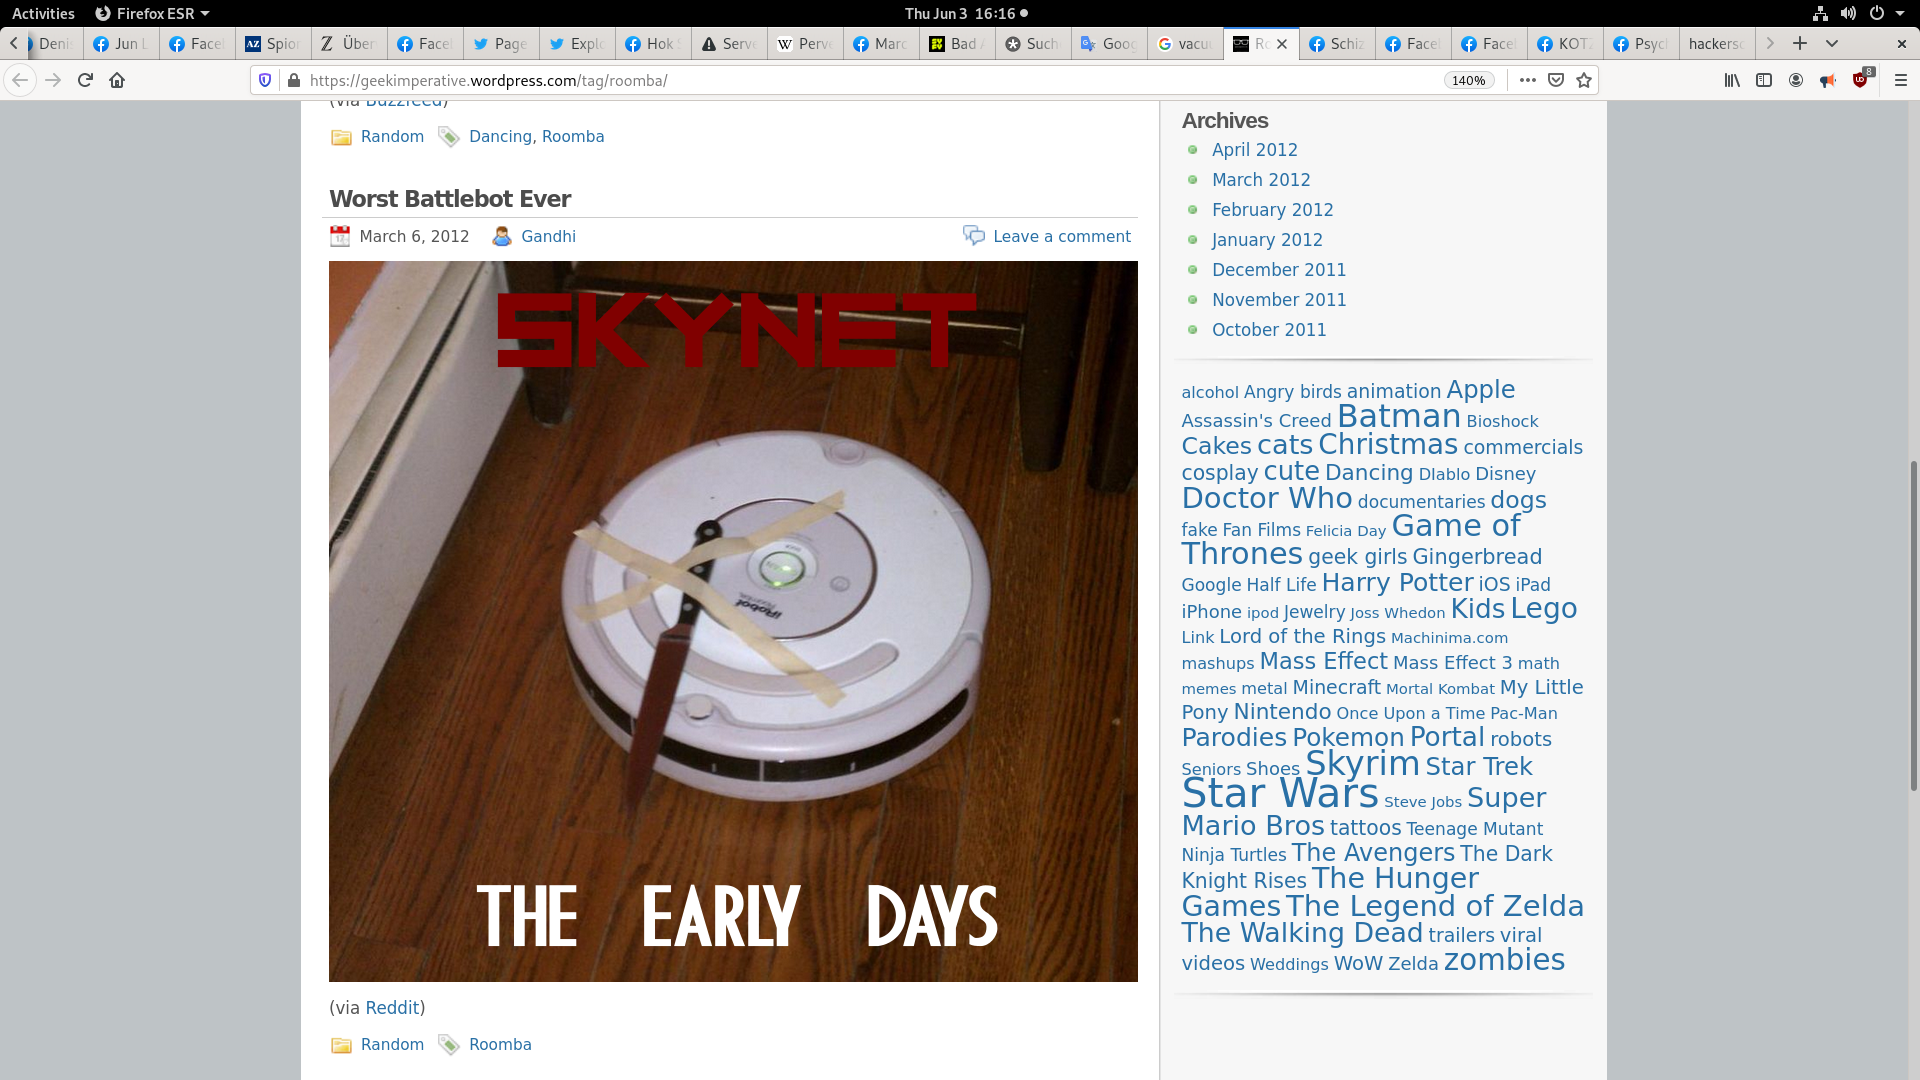 Activities Firefox ESR Thu Jun 3 16:16
Deni Jun L Facel AZ Spior Z Über Facel Page Explo Hok Serve W Perv Marc Bad Such Goog vacu Ro Schiz Facel Facel KOTZ Psych hackersc
https://geekimperative.wordpress.com/tag/roomba/ 140% 8
(via Buzzfeed)
Random Dancing, Roomba
Worst Battlebot Ever
March 6, 2012 Gandhi Leave a comment
SKYNET
iRobot
Roomba
CLEAN
THE EARLY DAYS
(via Reddit)
Random Roomba
Archives
April 2012
March 2012
February 2012
January 2012
December 2011
November 2011
October 2011
alcohol Angry birds animation Apple
Assassin's Creed Batman Bioshock
Cakes cats Christmas commercials
cosplay cute Dancing DIablo Disney
Doctor Who documentaries dogs
fake Fan Films Felicia Day Game of
Thrones geek girls Gingerbread
Google Half Life Harry Potter iOS iPad
iPhone ipod Jewelry Joss Whedon Kids Lego
Link Lord of the Rings Machinima.com
mashups Mass Effect Mass Effect 3 math
memes metal Minecraft Mortal Kombat My Little
Pony Nintendo Once Upon a Time Pac-Man
Parodies Pokemon Portal robots
Seniors Shoes Skyrim Star Trek
Star Wars Steve Jobs Super
Mario Bros tattoos Teenage Mutant
Ninja Turtles The Avengers The Dark
Knight Rises The Hunger
Games The Legend of Zelda
The Walking Dead trailers viral
videos Weddings WoW Zelda zombies